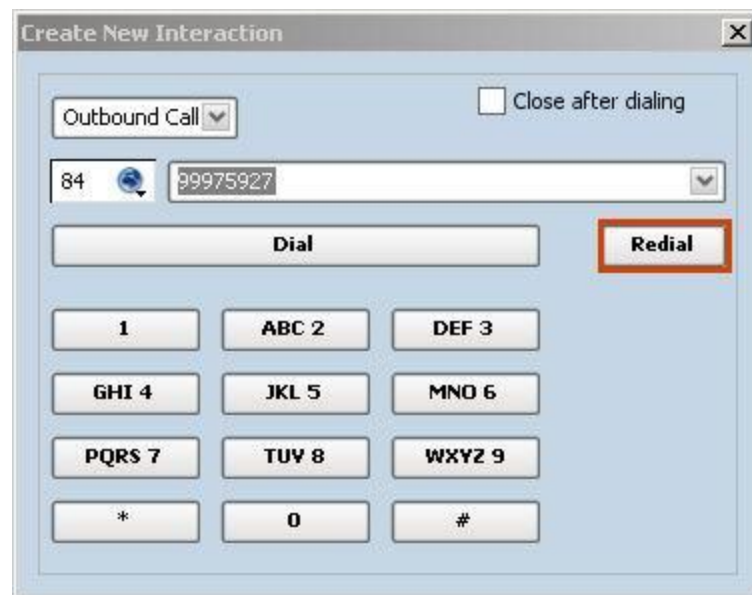 Create New Interaction
Outbound Call
Close after dialing
84
99975927
Dial
Redial
1
ABC 2
DEF 3
GHI 4
JKL 5
MNO 6
PQRS 7
TUV 8
WXYZ 9
*
0
#